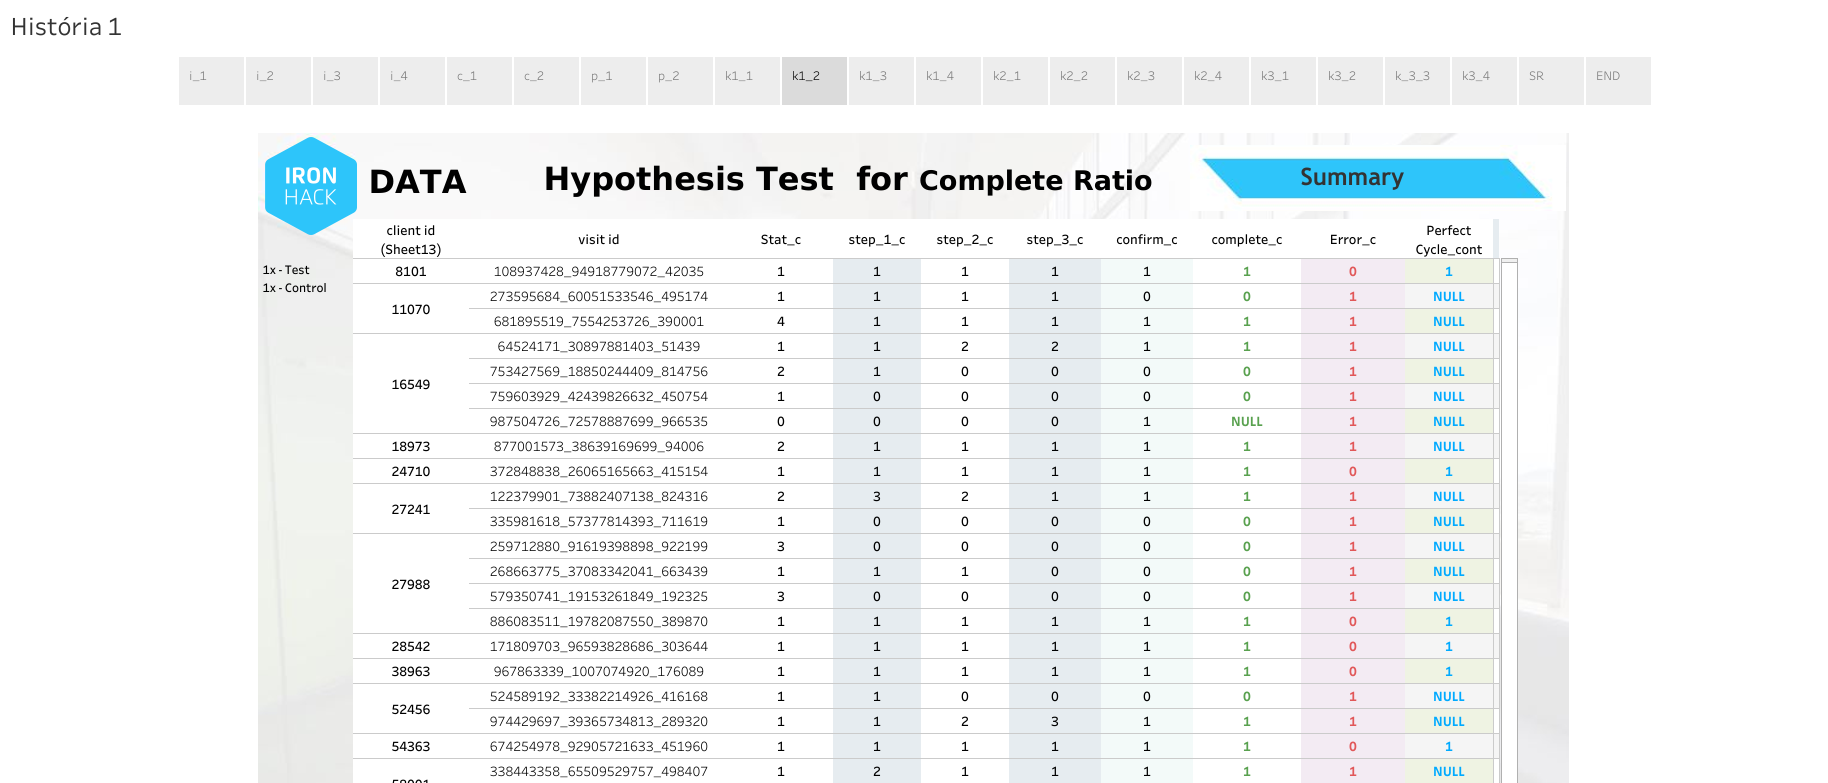 História 1
i_1 i_2 i_3 i_4 c_1 c_2 p_1 p_2 k1_1 k1_2 k1_3 k1_4 k2_1 k2_2 k2_3 k2_4 k3_1 k3_2 k_3_3 k3_4 SR END
IRON
HACK
DATA Hypothesis Test for Complete Ratio Summary
client id
(Sheet13) visit id Stat_c step_1_c step_2_c step_3_c confirm_c complete_c Error_c Perfect
Cycle_cont
1x - Test
1x - Control
8101 108937428_94918779072_42035 1 1 1 1 1 1 0 1
11070 273595684_60051533546_495174 1 1 1 1 0 0 1 NULL
681895519_7554253726_390001 4 1 1 1 1 1 1 NULL
16549 64524171_30897881403_51439 1 1 2 2 1 1 1 NULL
753427569_18850244409_814756 2 1 0 0 0 0 1 NULL
759603929_42439826632_450754 1 0 0 0 0 0 1 NULL
987504726_72578887699_966535 0 0 0 0 1 NULL 1 NULL
18973 877001573_38639169699_94006 2 1 1 1 1 1 1 NULL
24710 372848838_26065165663_415154 1 1 1 1 1 1 0 1
27241 122379901_73882407138_824316 2 3 2 1 1 1 1 NULL
335981618_57377814393_711619 1 0 0 0 0 0 1 NULL
27988 259712880_91619398898_922199 3 0 0 0 0 0 1 NULL
268663775_37083342041_663439 1 1 1 0 0 0 1 NULL
579350741_19153261849_192325 3 0 0 0 0 0 1 NULL
886083511_19782087550_389870 1 1 1 1 1 1 0 1
28542 171809703_96593828686_303644 1 1 1 1 1 1 0 1
38963 967863339_1007074920_176089 1 1 1 1 1 1 0 1
52456 524589192_33382214926_416168 1 1 0 0 0 0 1 NULL
974429697_39365734813_289320 1 1 2 3 1 1 1 NULL
54363 674254978_92905721633_451960 1 1 1 1 1 1 0 1
338443358_65509529757_498407 1 2 1 1 1 1 1 NULL